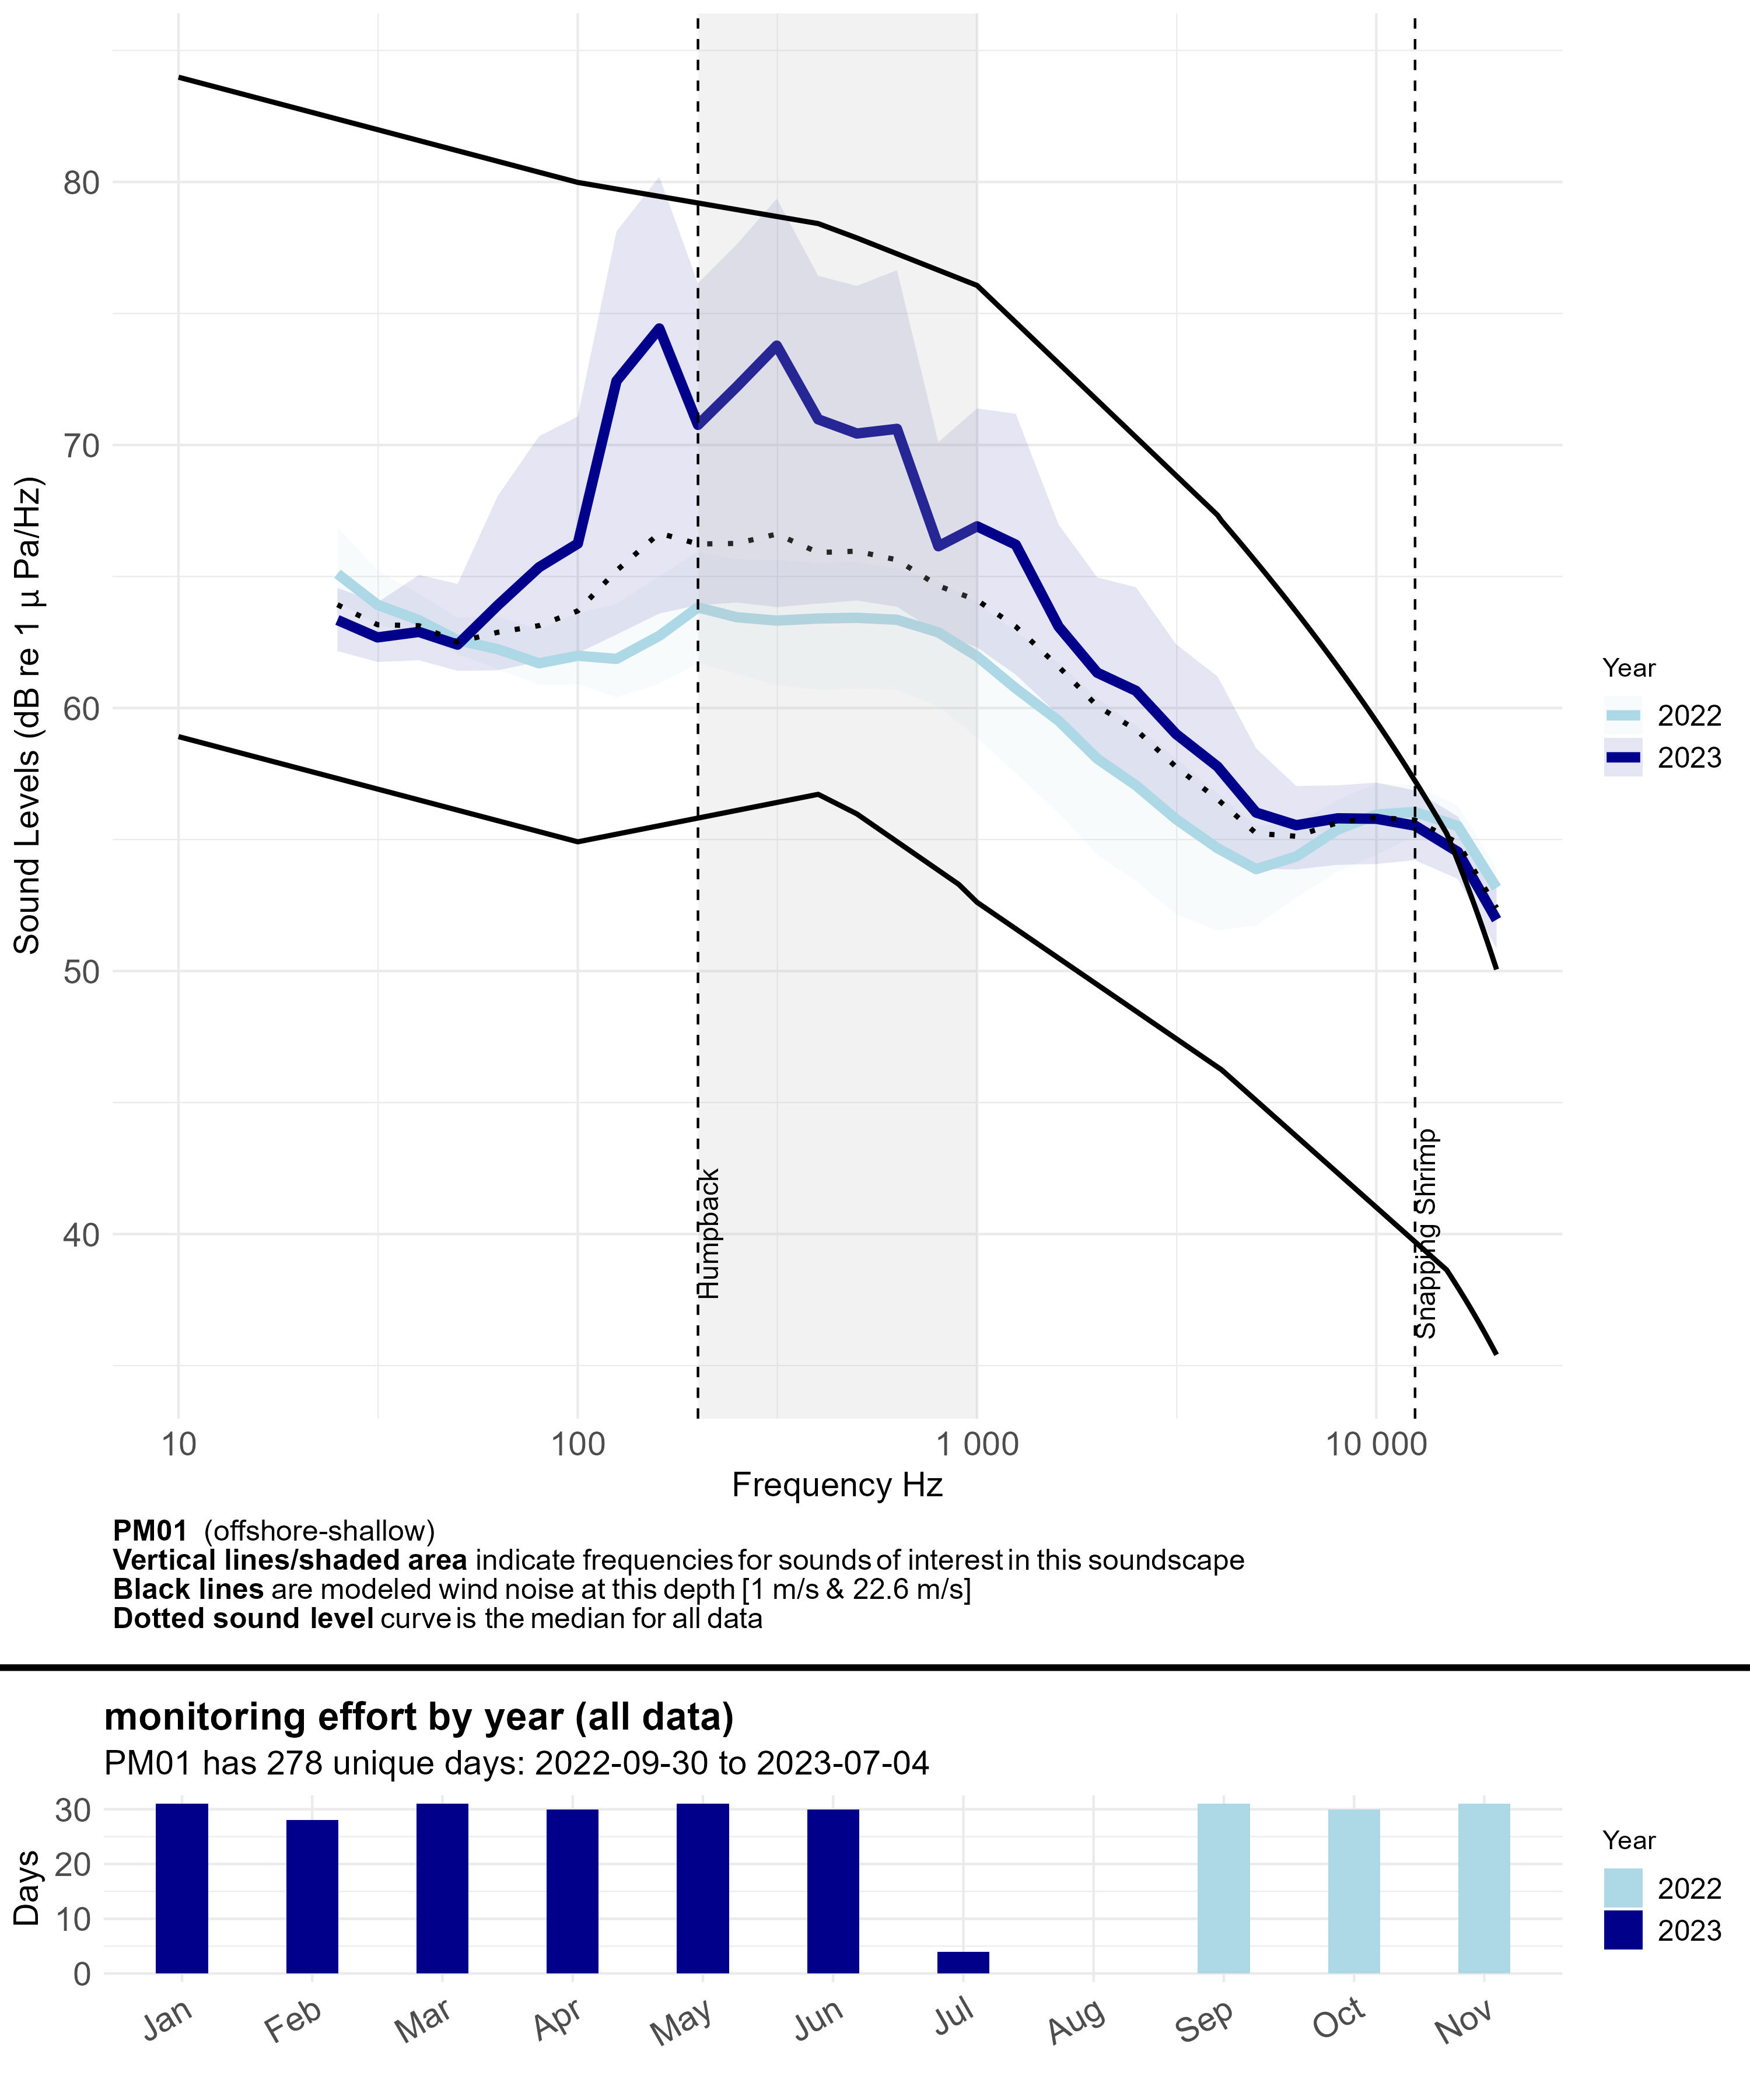 80
70
60
50
40
Sound Levels (dB re 1 µ Pa/Hz)
Humpback
Snapping Shrimp
Year
2022
2023
10 100 1 000 10 000
Frequency Hz
PM01 (offshore-shallow)
Vertical lines/shaded area indicate frequencies for sounds of interest in this soundscape
Black lines are modeled wind noise at this depth [1 m/s & 22.6 m/s]
Dotted sound level curve is the median for all data
monitoring effort by year (all data)
PM01 has 278 unique days: 2022-09-30 to 2023-07-04
30
20
10
0
Days
Year
2022
2023
Jan Feb Mar Apr May Jun Jul Aug Sep Oct Nov